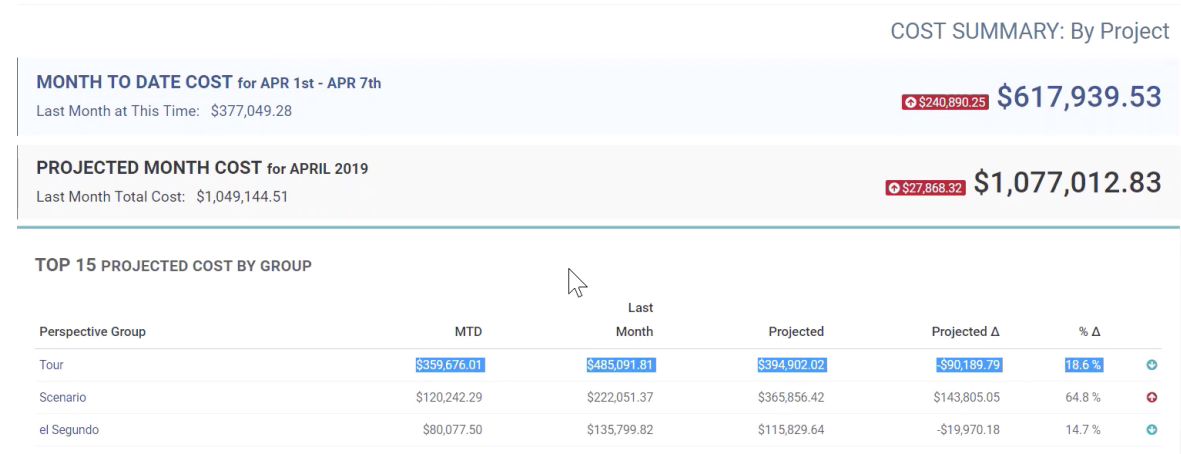 COST SUMMARY: By Project
MONTH TO DATE COST for APR 1st - APR 7th
Last Month at This Time: $377,049.28
$240,890.25 $617,939.53
PROJECTED MONTH COST for APRIL 2019
Last Month Total Cost: $1,049,144.51
$27,868.32 $1,077,012.83
TOP 15 PROJECTED COST BY GROUP
Perspective Group MTD Last Month Projected Projected Δ % Δ
Tour $359,676.01 $485,091.81 $394,902.02 -$90,189.79 18.6 %
Scenario $120,242.29 $222,051.37 $365,856.42 $143,805.05 64.8 %
el Segundo $80,077.50 $135,799.82 $115,829.64 -$19,970.18 14.7 %